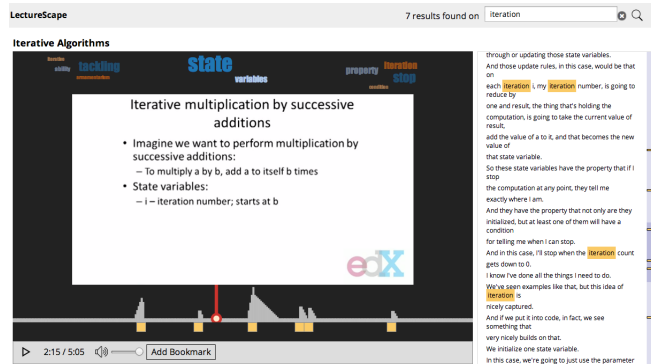 LectureScape
7 results found on
iteration
Iterative Algorithms
tackling
state
variables
property
iteration
stop
Iterative multiplication by successive
additions
• Imagine we want to perform multiplication by
successive additions:
– To multiply a by b, add a to itself b times
• State variables:
– i – iteration number; starts at b
edX
2:15 / 5:05
Add Bookmark
through or updating those state variables.
And those update rules, in this case, would be that
on
each iteration i, my iteration number, is going to
reduce by
one and result, the thing that's holding the
computation, is going to take the current value of
result,
add the value of a to it, and that becomes the new
value of
that state variable.
So these state variables have the property that if I
stop
the computation at any point, they tell me
exactly where I am.
And they have the property that not only are they
initialized, but at least one of them will have a
condition
for telling me when I can stop.
And in this case, I'll stop when the iteration count
gets down to 0.
I know I've done all the things I need to do.
We've seen examples like that, but this idea of
iteration is
nicely captured.
And if we put it into code, in fact, we see
something that
very nicely builds on that.
We initialize one state variable.
In this case, we're going to just use the parameter